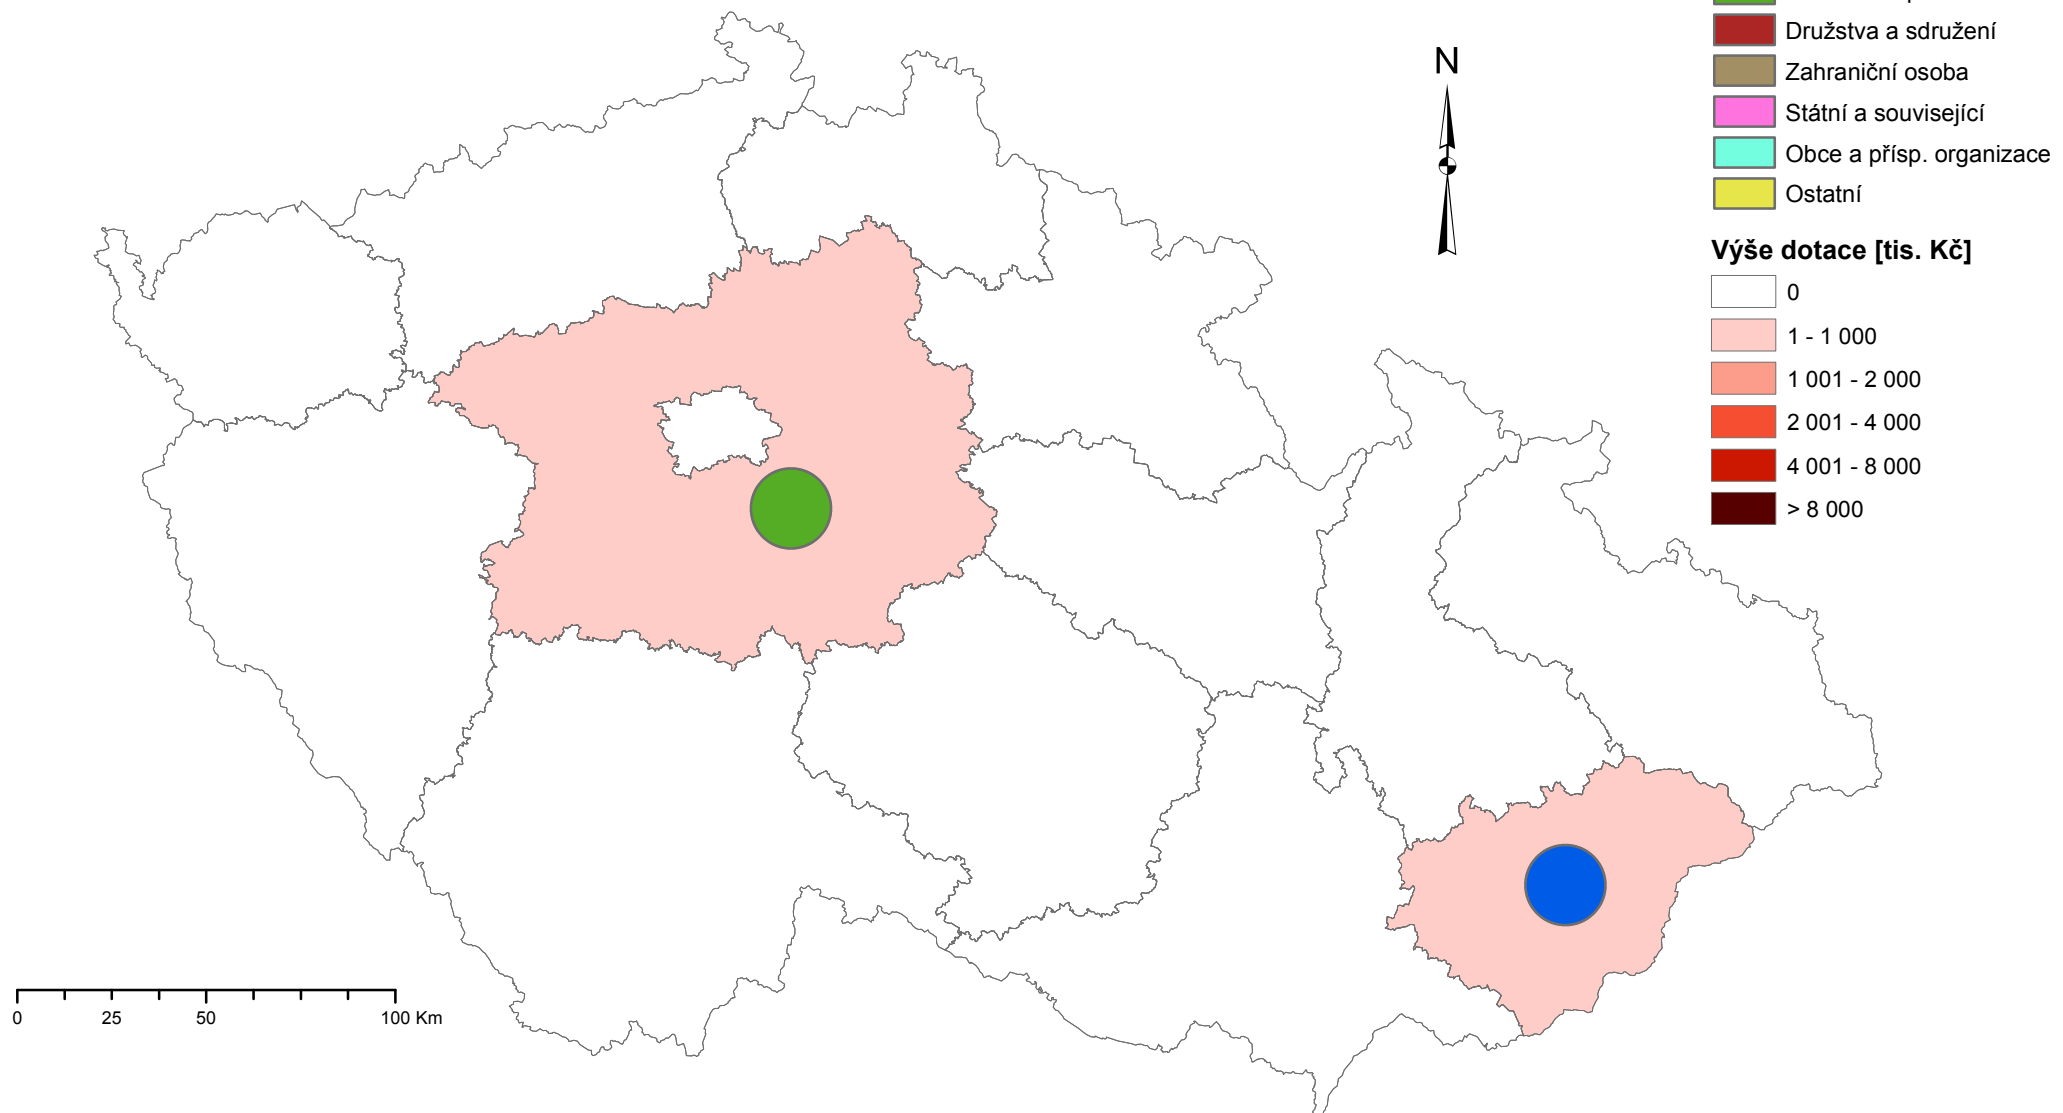 Družstva a sdružení
Zahraniční osoba
Státní a související
Obce a přísp. organizace
Ostatní
N
Výše dotace [tis. Kč]
0
1 - 1 000
1 001 - 2 000
2 001 - 4 000
4 001 - 8 000
> 8 000
0 25 50 100 Km